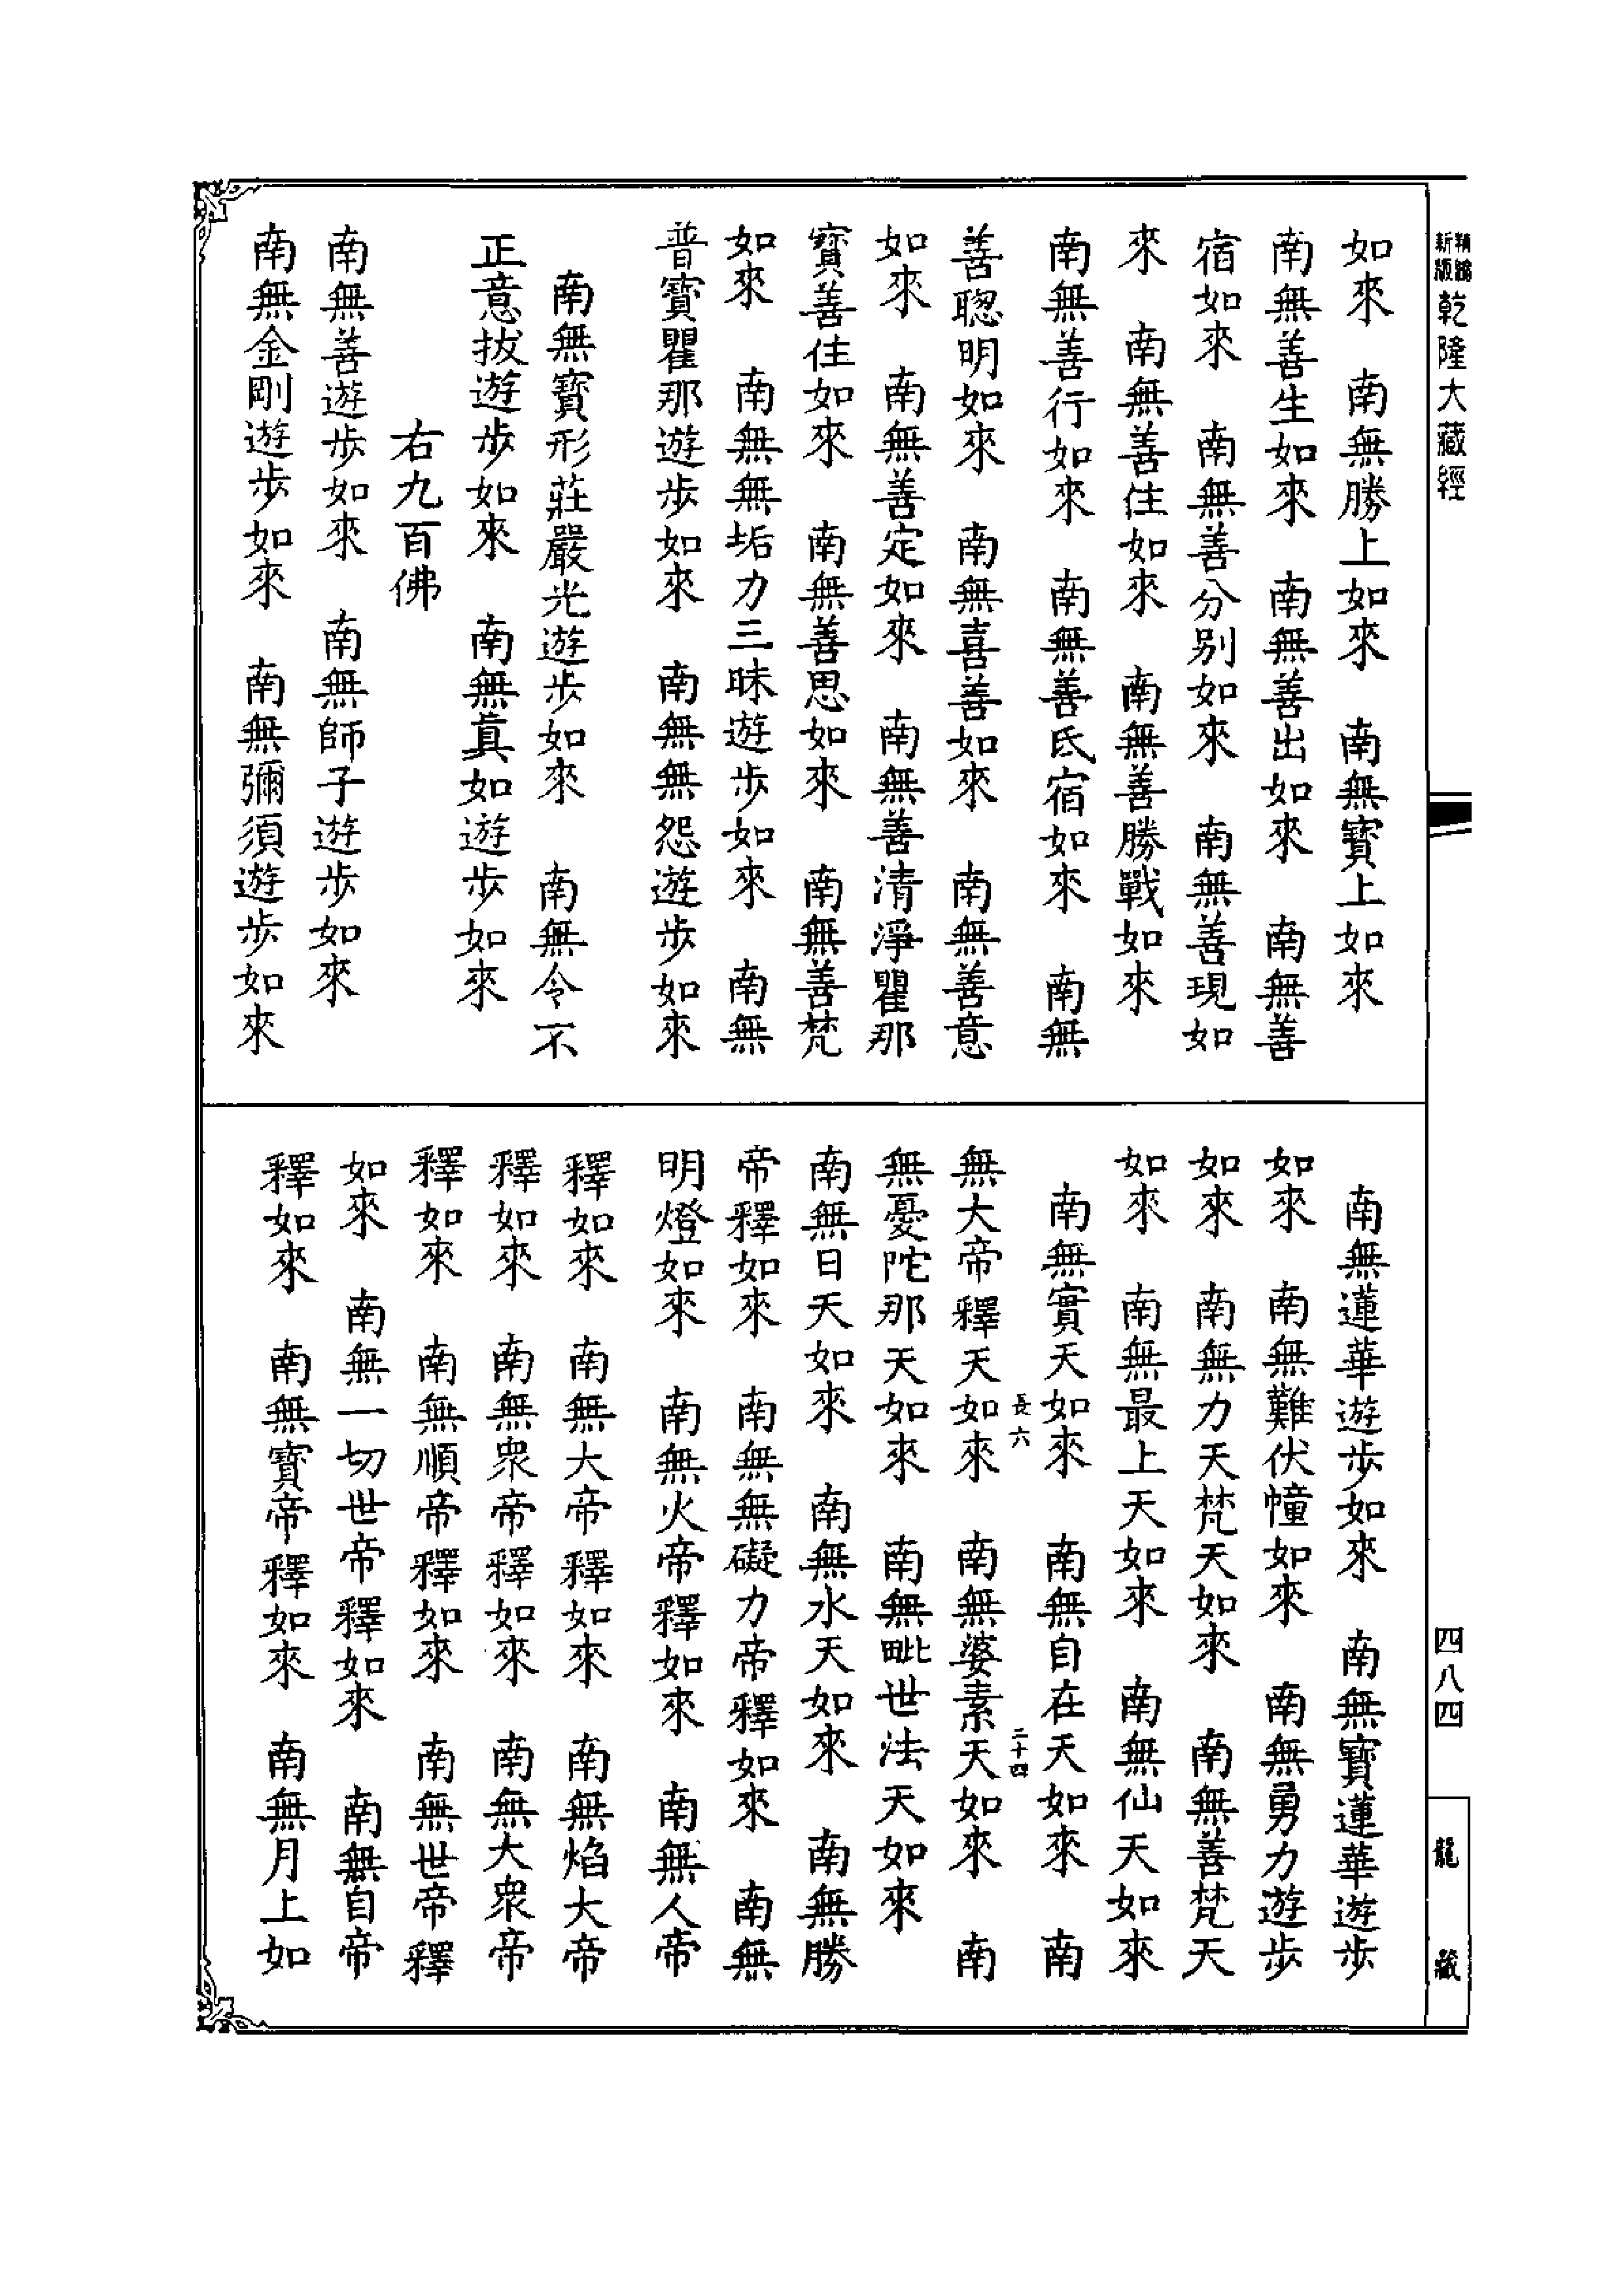 新版
乾隆大藏經
如來　南無勝上如來　南無寶上如來
南無善生如來　南無善出如來　南無善
宿如來　南無善分别如來　南無善現如
來　南無善住如來　南無善勝戰如來
南無善行如來　南無善氏宿如來　南無
善聰明如來　南無喜善如來　南無善意
如來　南無善定如來　南無善清淨瞿那
寶善住如來　南無善思如來　南無善梵
如來　南無無垢力三昧遊步如來　南無
普寶瞿那遊步如來　南無無怨遊步如來
南無寶形莊嚴光遊步如來　南無令不
正意拔遊步如來　南無真如遊步如來
右九百佛
南無善遊步如來　南無師子遊步如來
南無金剛遊步如來　南無彌須遊步如來
南無蓮華遊步如來　南無寶蓮華遊步
如來　南無難伏幢如來　南無勇力遊步
如來　南無力天梵天如來　南無善梵天
如來　南無最上天如來　南無仙天如來
南無實天如來　南無自在天如來　南
長六　二十四
無大帝釋天如來　南無婆素天如來　南
無憂陀那天如來　南無毗世法天如來
南無日天如來　南無水天如來　南無勝
帝釋如來　南無無礙力帝釋如來　南無
明燈如來　南無火帝釋如來　南無人帝
釋如來　南無大帝釋如來　南無焰大帝
釋如來　南無衆帝釋如來　南無大衆帝
釋如來　南無順帝釋如來　南無世帝釋
如來　南無一切世帝釋如來　南無自帝
釋如來　南無寶帝釋如來　南無月上如
四八四
龍藏